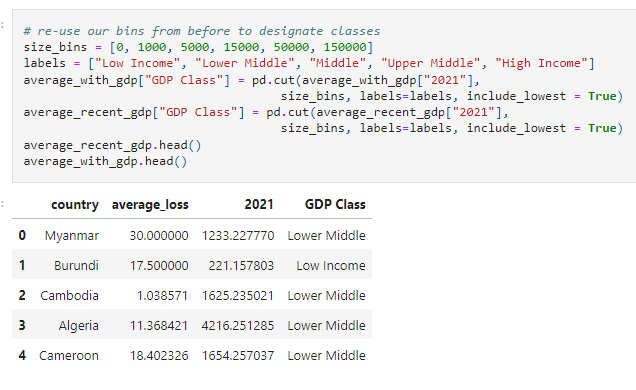 # re-use our bins from before to designate classes
size_bins = [0, 1000, 5000, 15000, 50000, 150000]
labels = ["Low Income", "Lower Middle", "Middle", "Upper Middle", "High Income"]
average_with_gdp["GDP Class"] = pd.cut(average_with_gdp["2021"],
size_bins, labels=labels, include_lowest = True)
average_recent_gdp["GDP Class"] = pd.cut(average_recent_gdp["2021"],
size_bins, labels=labels, include_lowest = True)
average_recent_gdp.head()
average_with_gdp.head()
country average_loss 2021 GDP Class
0 Myanmar 30.000000 1233.227770 Lower Middle
1 Burundi 17.500000 221.157803 Low Income
2 Cambodia 1.038571 1625.235021 Lower Middle
3 Algeria 11.368421 4216.251285 Lower Middle
4 Cameroon 18.402326 1654.257037 Lower Middle